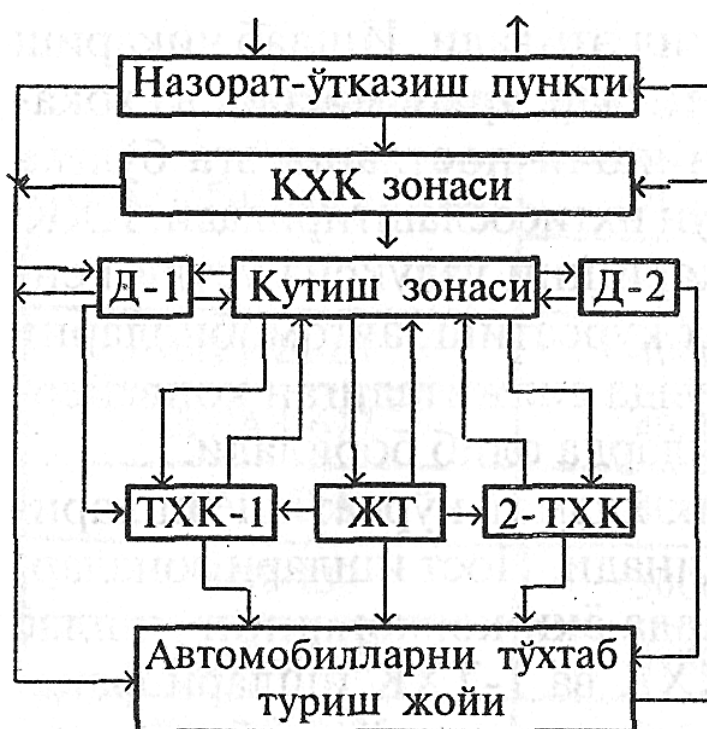 Назорат-ўтказиш пункти
КХК зонаси
Д-1
Кутиш зонаси
Д-2
ТХК-1
ЖТ
2-ТХК
Автомобилларни тўхтаб
туриш жойи